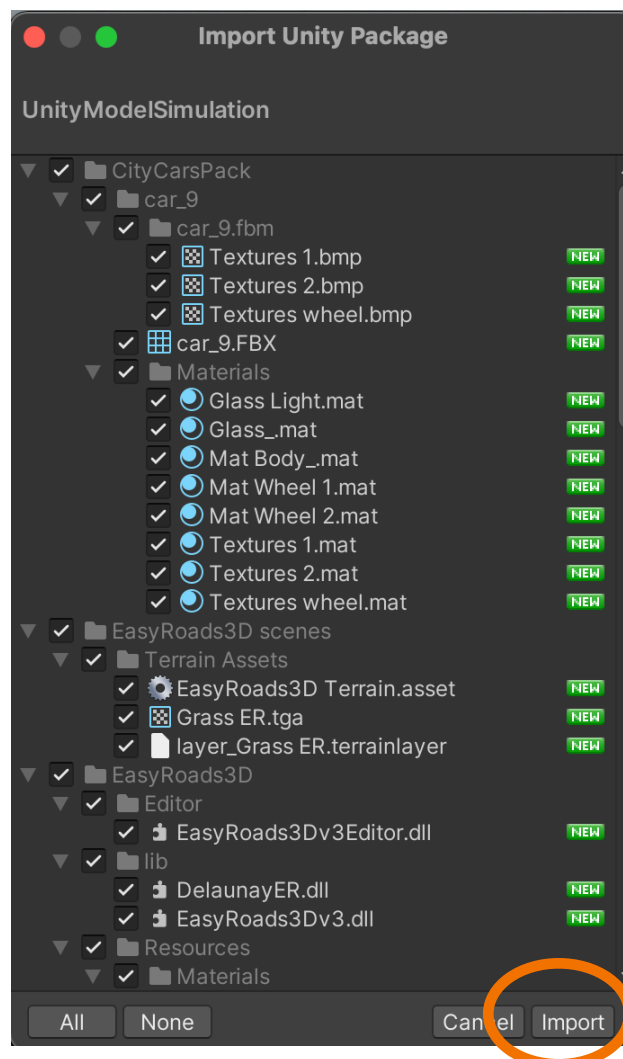 Import Unity Package
UnityModelSimulation
CityCarsPack
car_9
car_9.fbm
Textures 1.bmp NEW
Textures 2.bmp NEW
Textures wheel.bmp NEW
car_9.FBX NEW
Materials
Glass Light.mat NEW
Glass_.mat NEW
Mat Body_.mat NEW
Mat Wheel 1.mat NEW
Mat Wheel 2.mat NEW
Textures 1.mat NEW
Textures 2.mat NEW
Textures wheel.mat NEW
EasyRoads3D scenes
Terrain Assets
EasyRoads3D Terrain.asset NEW
Grass ER.tga NEW
layer_Grass ER.terrainlayer NEW
EasyRoads3D
Editor
EasyRoads3Dv3Editor.dll NEW
lib
DelaunayER.dll NEW
EasyRoads3Dv3.dll NEW
Resources
Materials
All None Cancel Import